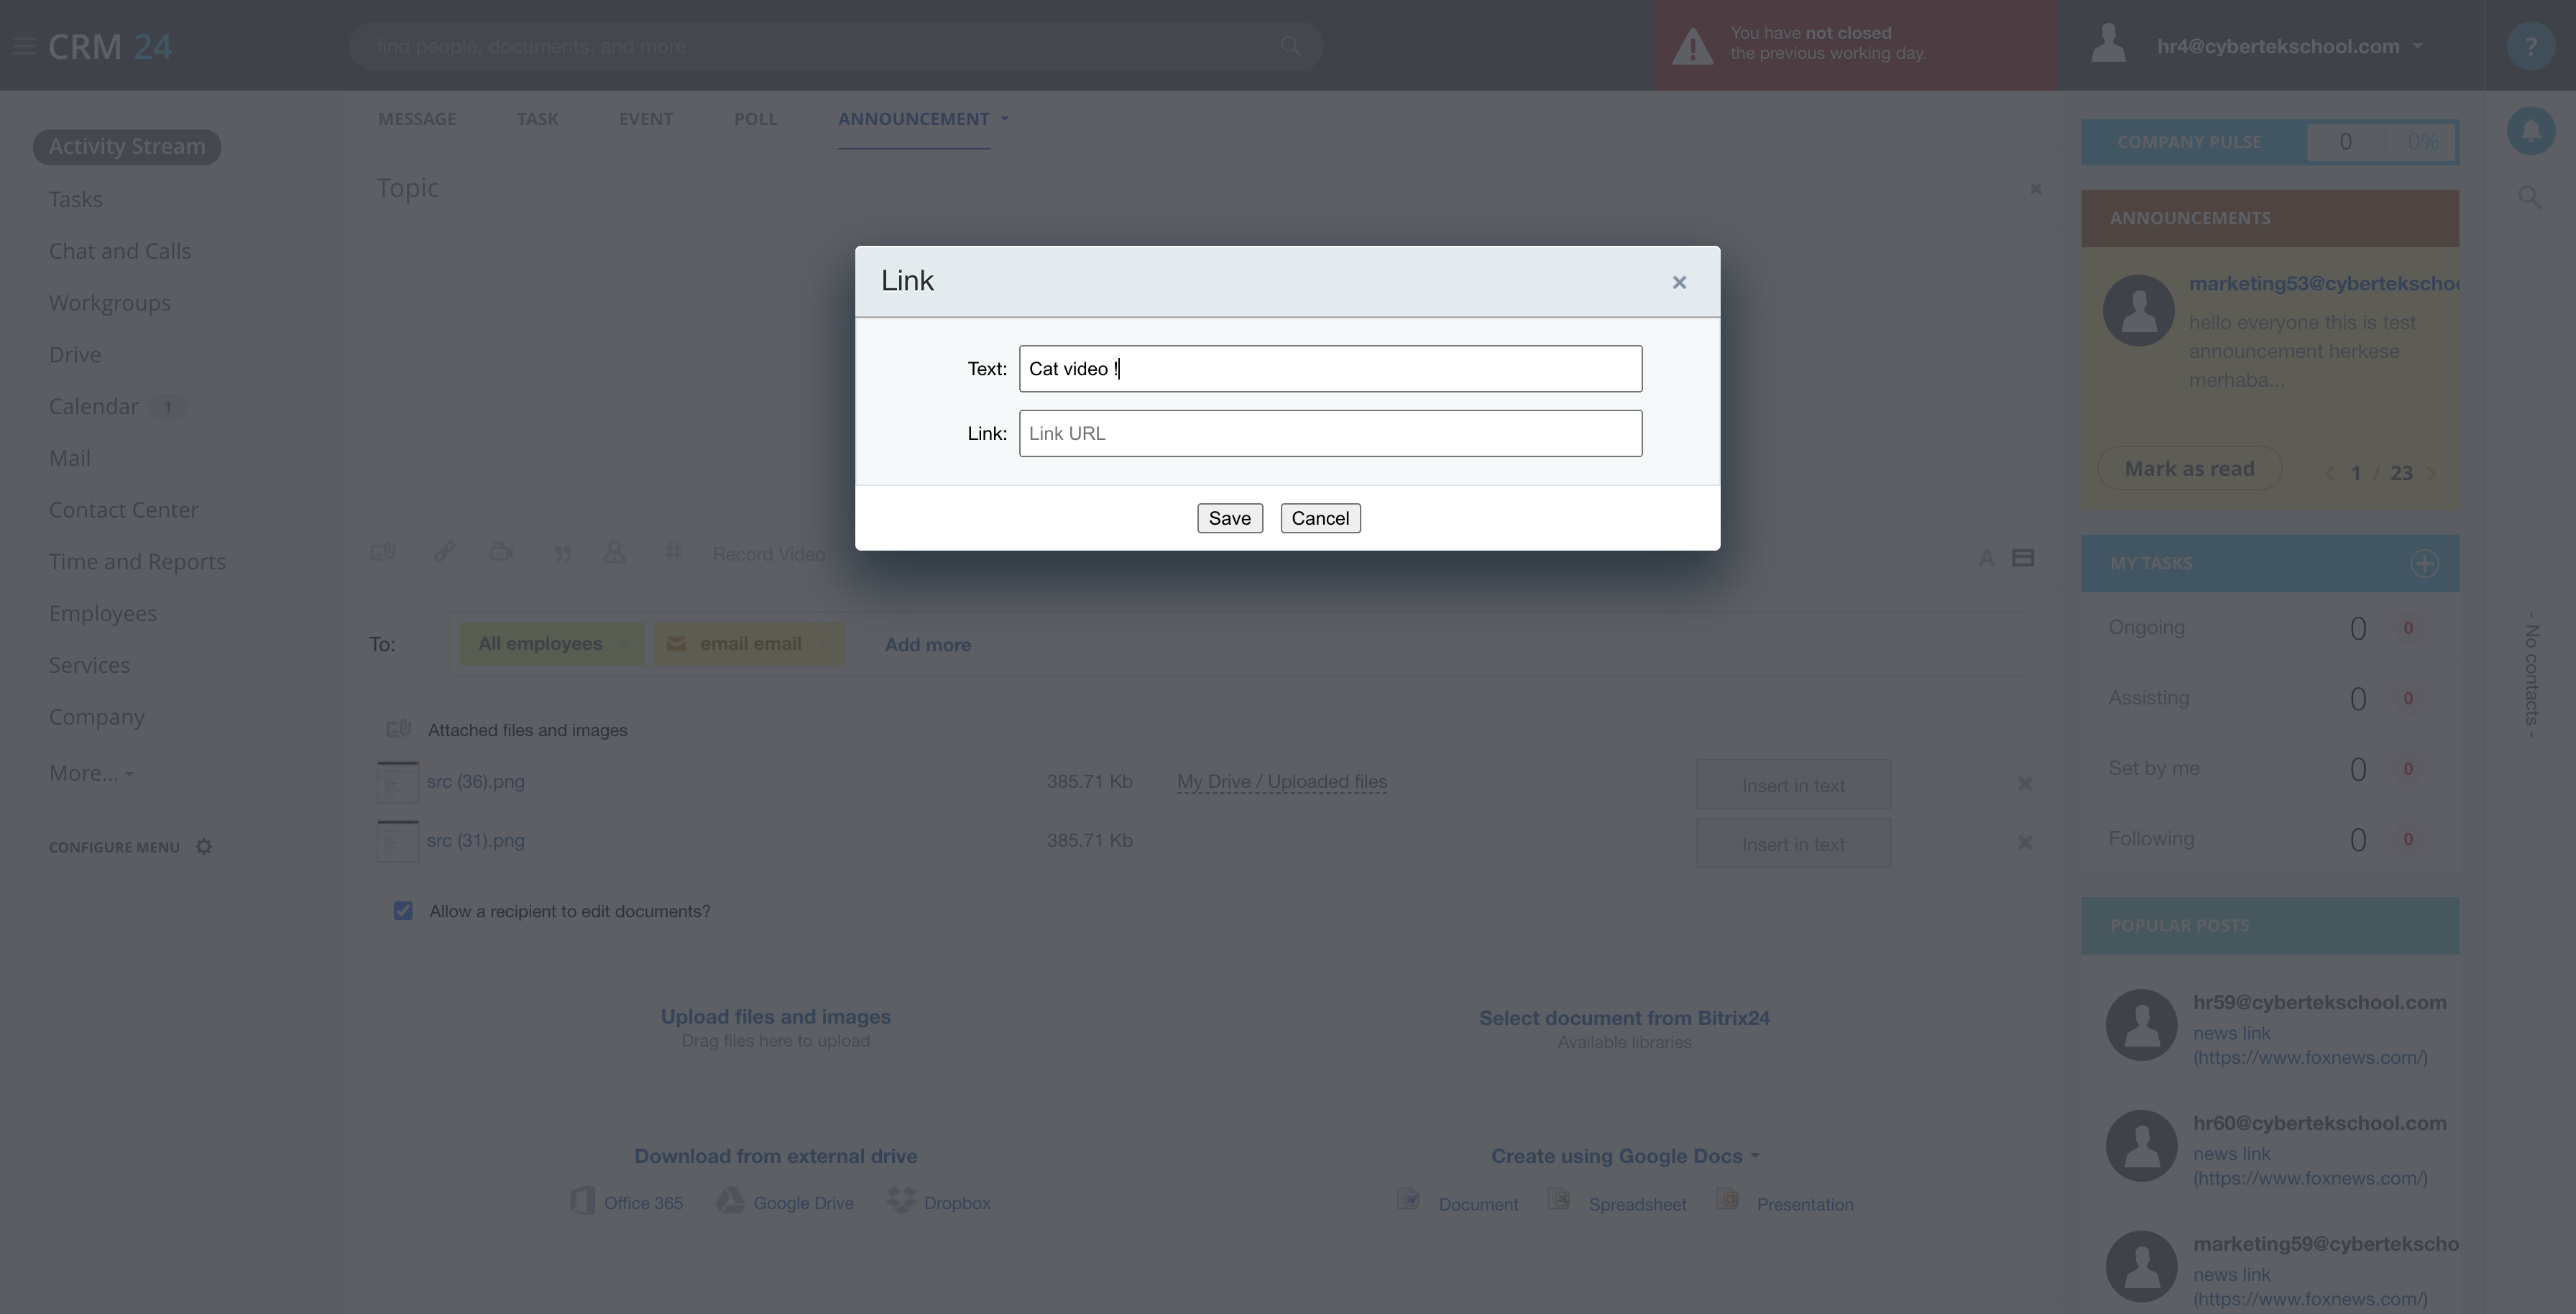 CRM 24
find people, documents, and more
You have not closed
the previous working day.
hr4@cybertekschool.com
?
Activity Stream
Tasks
Chat and Calls
Workgroups
Drive
Calendar 1
Mail
Contact Center
Time and Reports
Employees
Services
Company
More...
CONFIGURE MENU
MESSAGE TASK EVENT POLL ANNOUNCEMENT
Topic
Link
Text: Cat video !
Link: Link URL
Save Cancel
# Record Video
A
To: All employees email email Add more
Attached files and images
src (36).png 385.71 Kb My Drive / Uploaded files Insert in text
src (31).png 385.71 Kb Insert in text
Allow a recipient to edit documents?
Upload files and images
Drag files here to upload
Select document from Bitrix24
Available libraries
Download from external drive
Office 365 Google Drive Dropbox
Create using Google Docs
Document Spreadsheet Presentation
COMPANY PULSE 0 0%
ANNOUNCEMENTS
marketing53@cybertekschoo
hello everyone this is test
announcement herkese
merhaba...
Mark as read 1 / 23
MY TASKS
Ongoing 0 0
Assisting 0 0
Set by me 0 0
Following 0 0
POPULAR POSTS
hr59@cybertekschool.com
news link
(https://www.foxnews.com/)
hr60@cybertekschool.com
news link
(https://www.foxnews.com/)
marketing59@cybertekscho
news link
(https://www.foxnews.com/)
- No contacts -